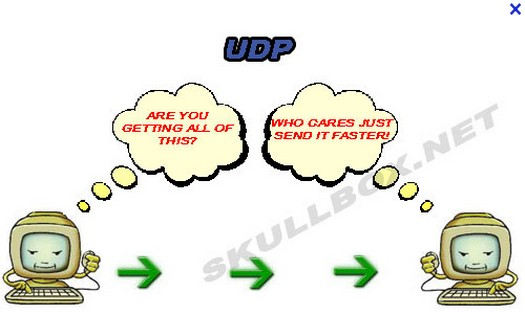 UDP
ARE YOU
GETTING ALL OF
THIS?
WHO CARES JUST
SEND IT FASTER!
SKULLBOX.NET